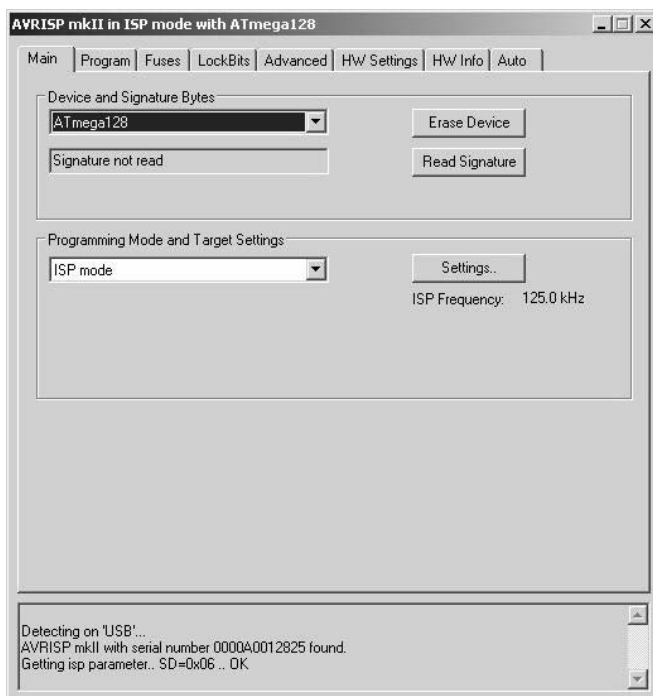 AVRISP mkII in ISP mode with ATmega128
Main Program Fuses LockBits Advanced HW Settings HW Info Auto
Device and Signature Bytes
ATmega128 Erase Device
Signature not read Read Signature
Programming Mode and Target Settings
ISP mode Settings..
ISP Frequency: 125.0 kHz
Detecting on 'USB'...
AVRISP mkII with serial number 0000A0012825 found.
Getting isp parameter.. SD=0x06 .. OK